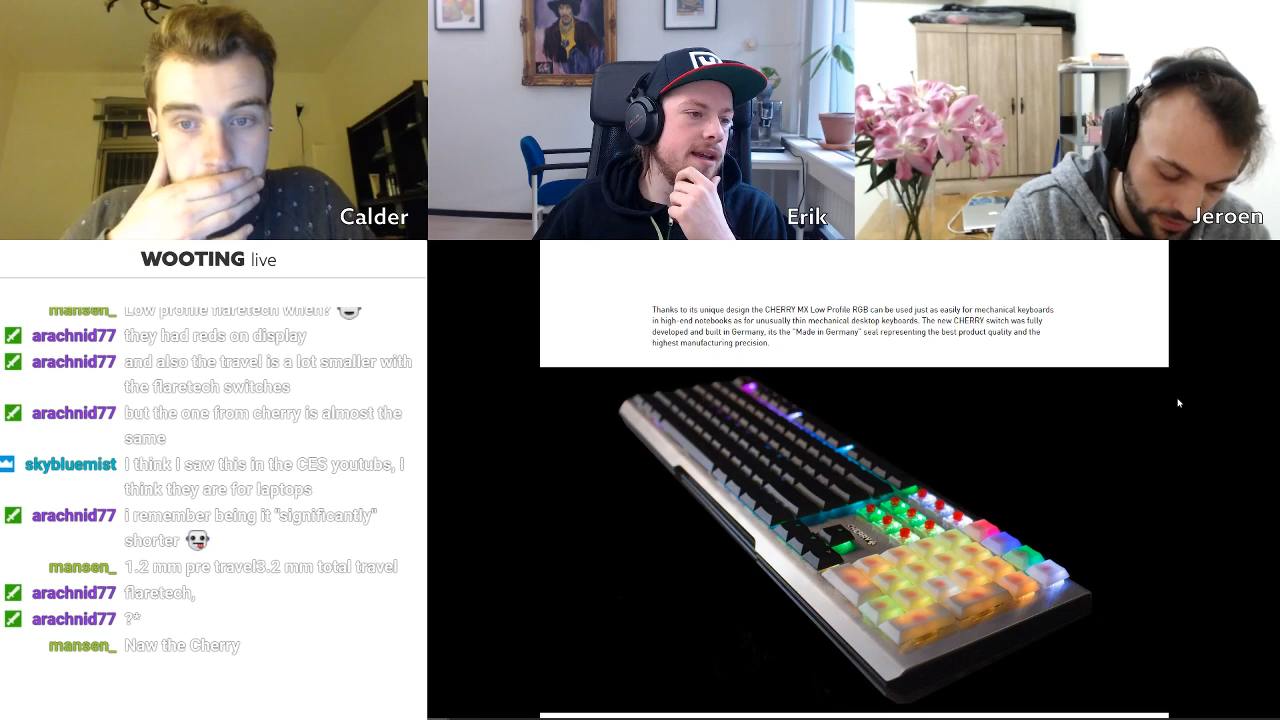 Calder
Erik
Jeroen
WOOTING live
mansen_ Low profile flaretech when?
arachnid77 they had reds on display
arachnid77 and also the travel is a lot smaller with
the flaretech switches
arachnid77 but the one from cherry is almost the
same
skybluemist I think I saw this in the CES youtubs, I
think they are for laptops
arachnid77 i remember being it "significantly"
shorter
mansen_ 1.2 mm pre travel3.2 mm total travel
arachnid77 flaretech,
arachnid77 ?*
mansen_ Naw the Cherry
Thanks to its unique design the CHERRY MX Low Profile RGB can be used just as easily for mechanical keyboards
in high-end notebooks as for unusually thin mechanical desktop keyboards. The new CHERRY switch was fully
developed and built in Germany, its the "Made in Germany" seal representing the best product quality and the
highest manufacturing precision.
CHERRY